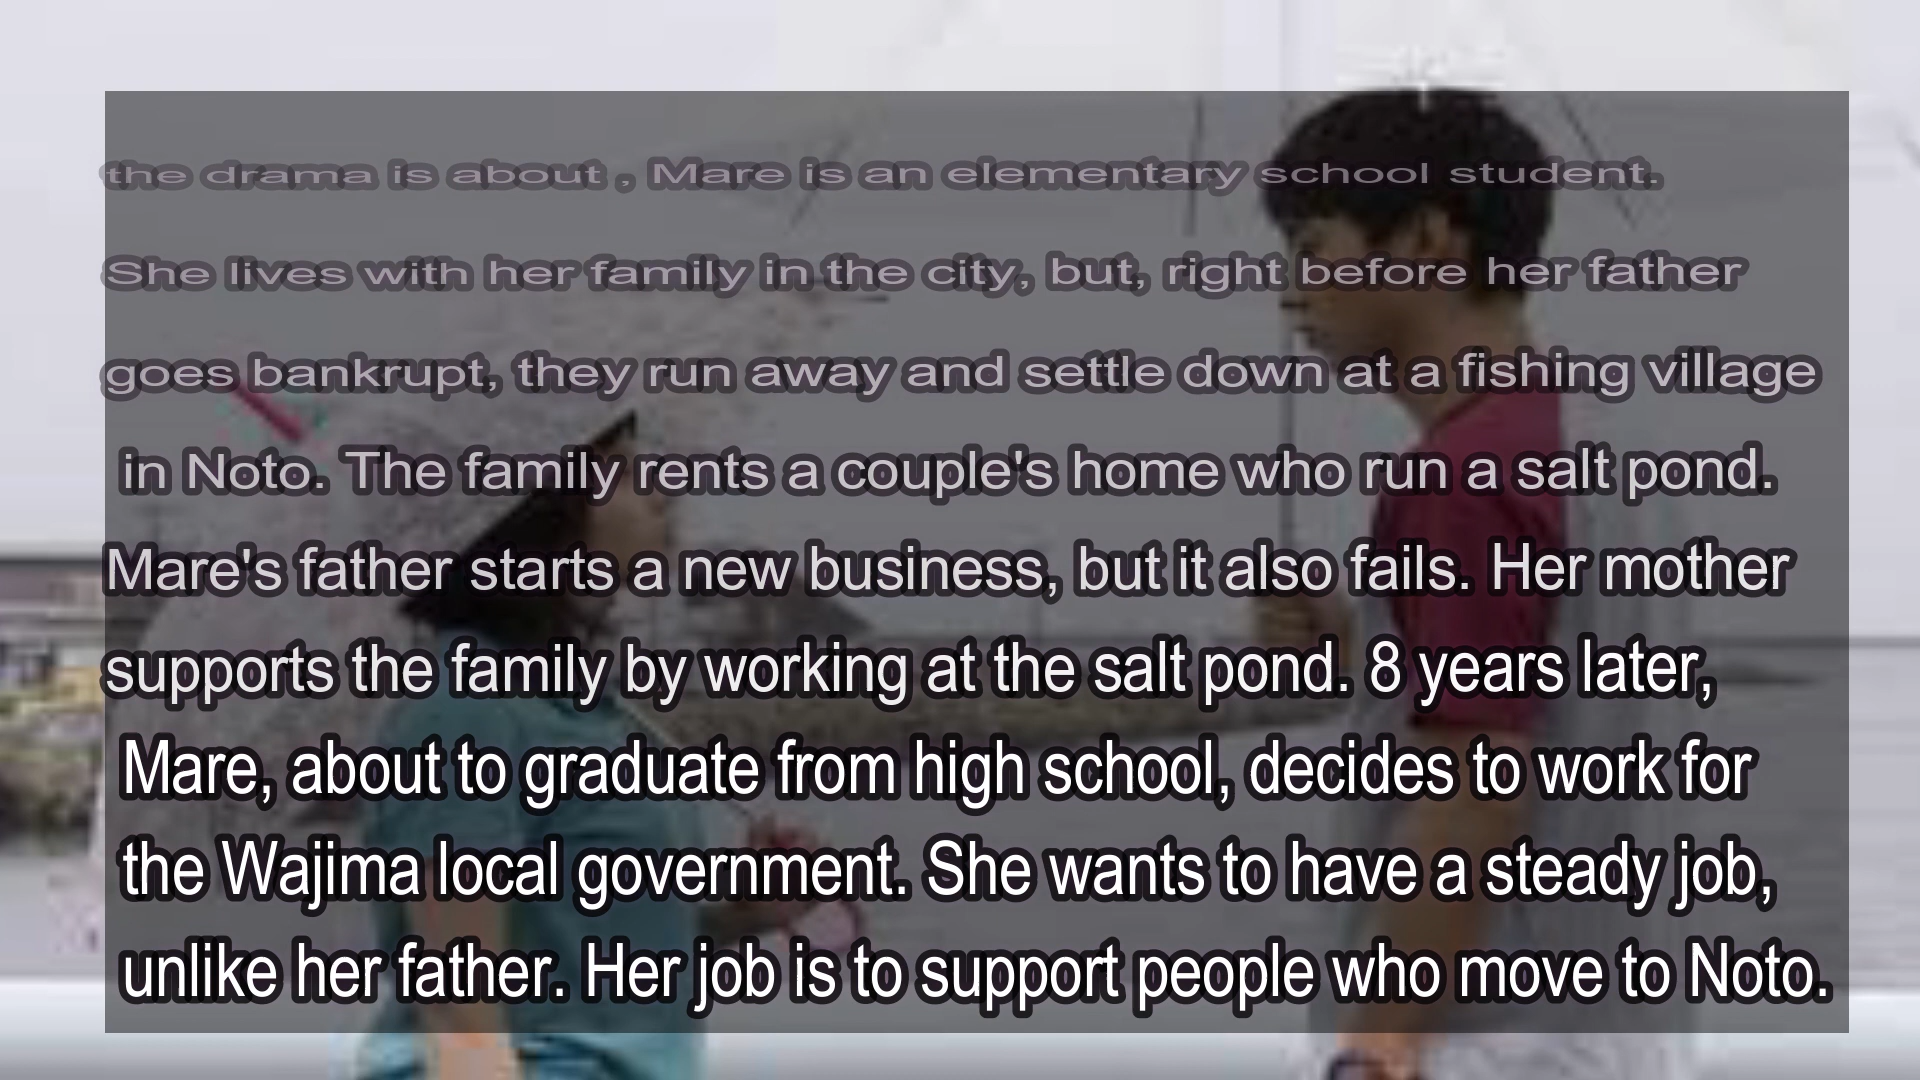 the drama is about , Mare is an elementary school student.
She lives with her family in the city, but, right before her father
goes bankrupt, they run away and settle down at a fishing village
in Noto. The family rents a couple's home who run a salt pond.
Mare's father starts a new business, but it also fails. Her mother
supports the family by working at the salt pond. 8 years later,
Mare, about to graduate from high school, decides to work for
the Wajima local government. She wants to have a steady job,
unlike her father. Her job is to support people who move to Noto.